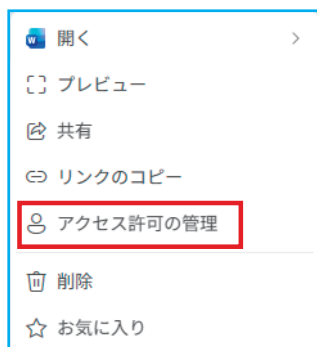 開く
プレビュー
共有
リンクのコピー
アクセス許可の管理
削除
お気に入り